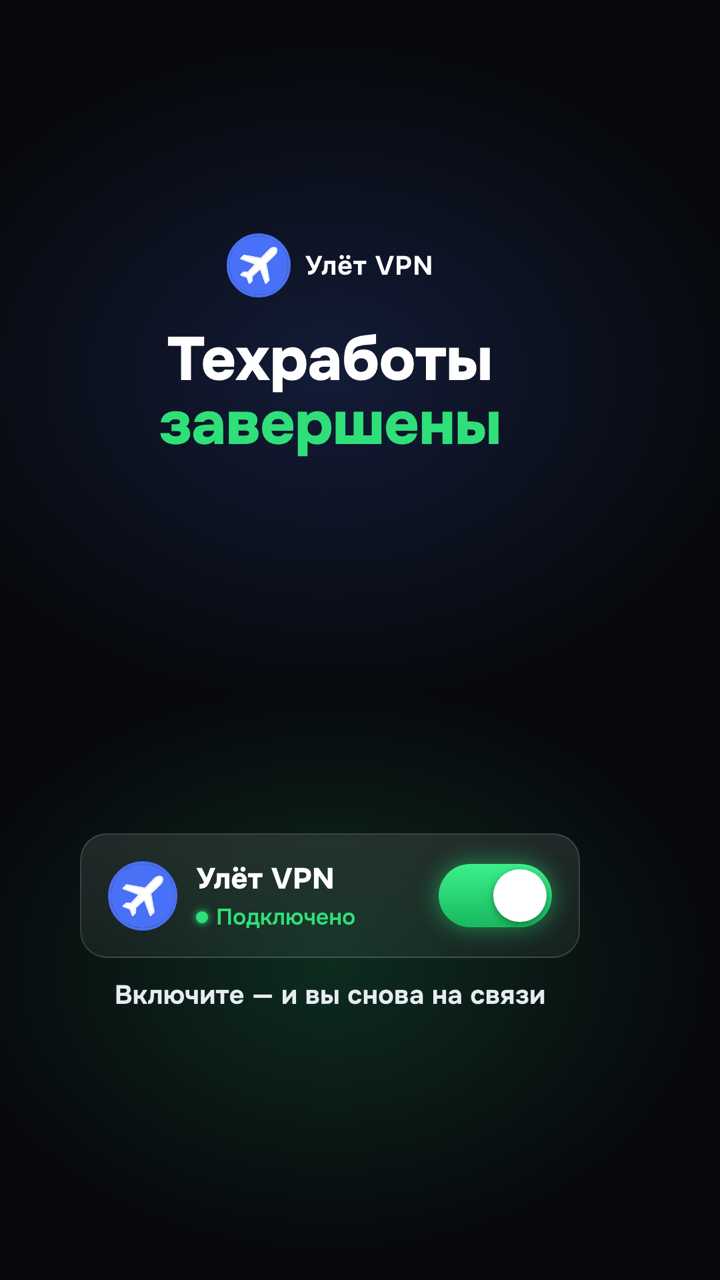 Улёт VPN
Техработы
завершены
Улёт VPN
Подключено
Включите — и вы снова на связи